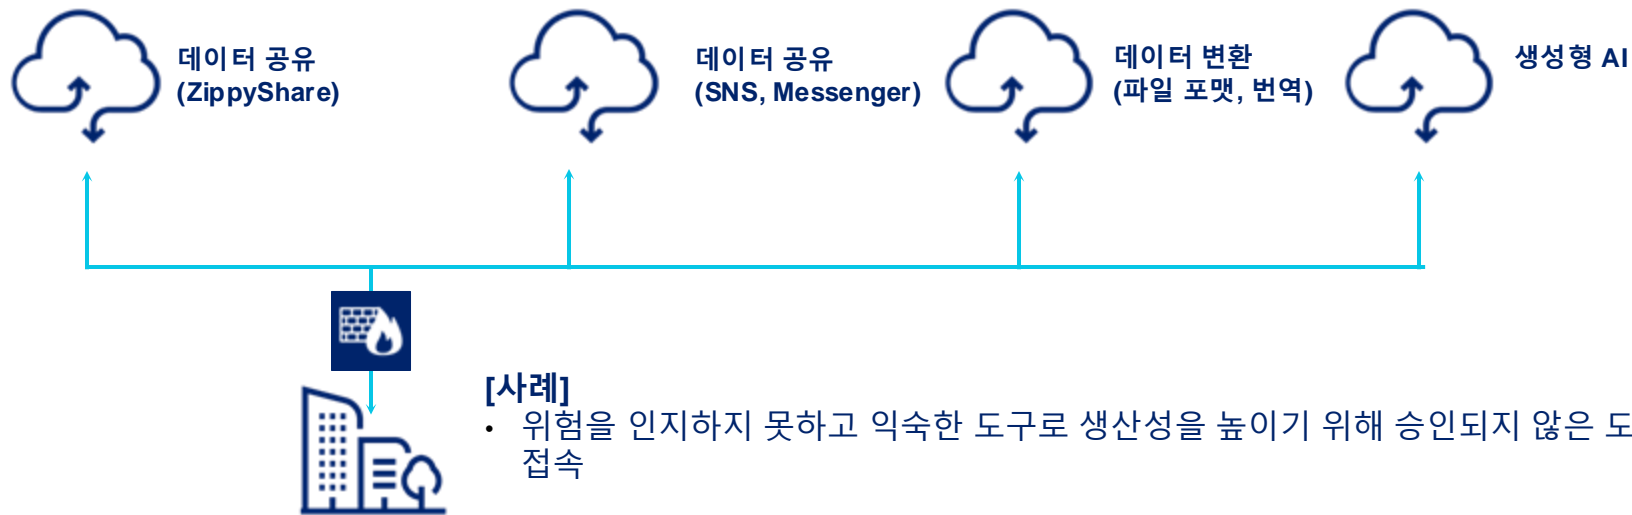 데이터 공유
(ZippyShare)
데이터 공유
(SNS, Messenger)
데이터 변환
(파일 포맷, 번역)
생성형 AI
[사례]
• 위험을 인지하지 못하고 익숙한 도구로 생산성을 높이기 위해 승인되지 않은 도
접속